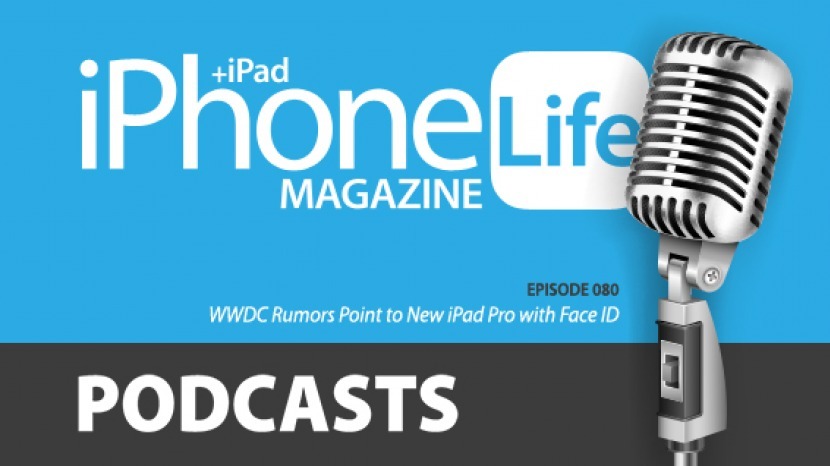 +iPad
iPhone Life
MAGAZINE
EPISODE 080
WWDC Rumors Point to New iPad Pro with Face ID
PODCASTS